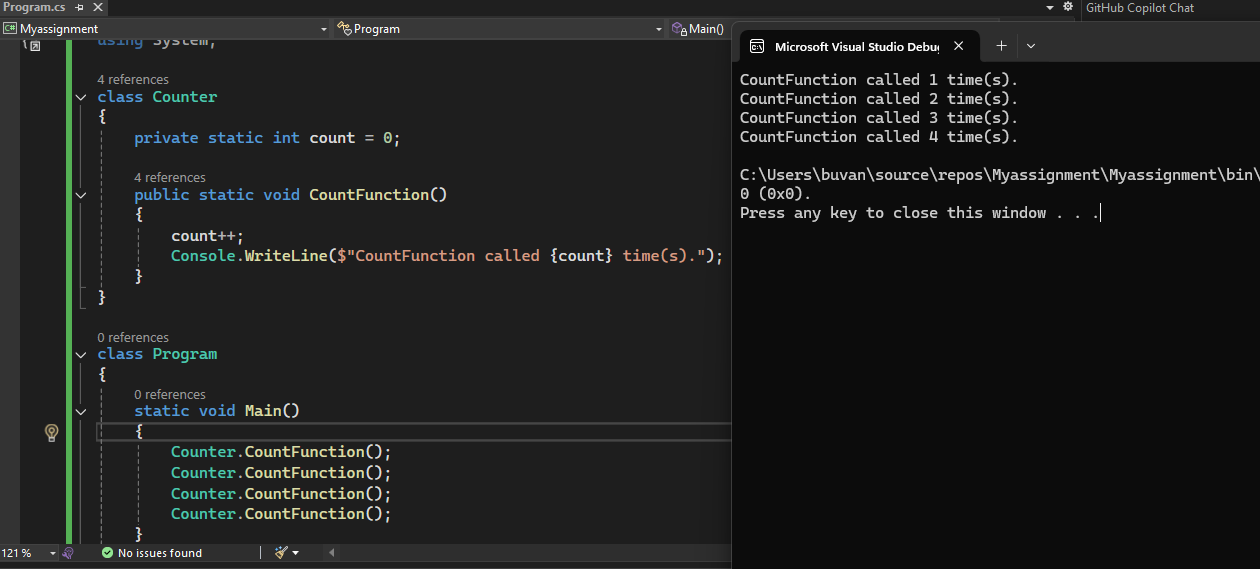 Program.cs
C# Myassignment
Program
Main()
GitHub Copilot Chat
using System;
4 references
class Counter
{
private static int count = 0;
4 references
public static void CountFunction()
{
count++;
Console.WriteLine($"CountFunction called {count} time(s).");
}
}
0 references
class Program
{
0 references
static void Main()
{
Counter.CountFunction();
Counter.CountFunction();
Counter.CountFunction();
Counter.CountFunction();
}
121 %
No issues found
Microsoft Visual Studio Debug
CountFunction called 1 time(s).
CountFunction called 2 time(s).
CountFunction called 3 time(s).
CountFunction called 4 time(s).
C:\Users\buvan\source\repos\Myassignment\Myassignment\bin\
0 (0x0).
Press any key to close this window . . .